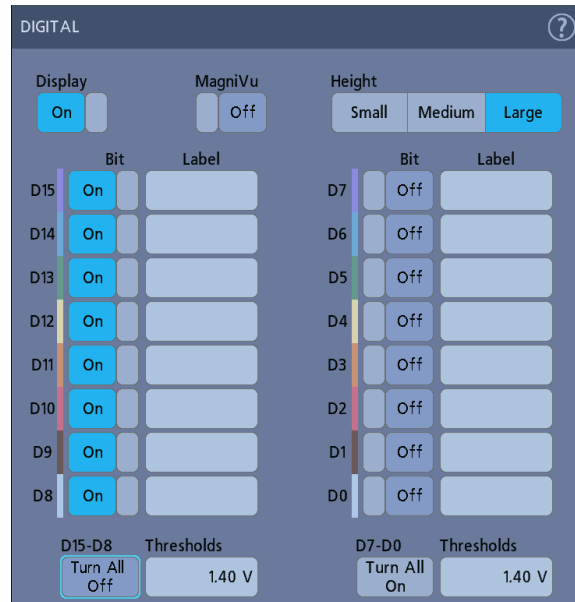 DIGITAL ?
Display MagniVu Height
On Off Small Medium Large
Bit Label Bit Label
D15 On D7 Off
D14 On D6 Off
D13 On D5 Off
D12 On D4 Off
D11 On D3 Off
D10 On D2 Off
D9 On D1 Off
D8 On D0 Off
D15-D8 Thresholds D7-D0 Thresholds
Turn All Off 1.40 V Turn All On 1.40 V